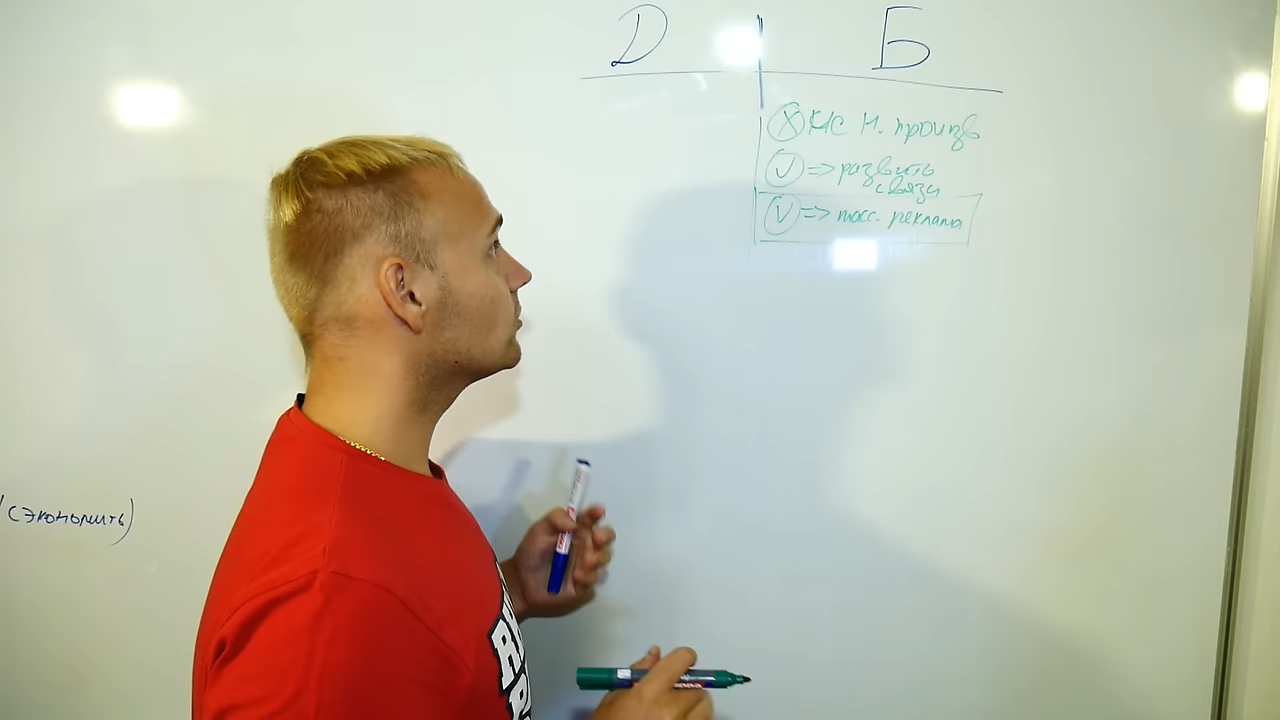 Д Б
Н. произв
=> развить
связи
=> масс. реклама
(сэкономить)